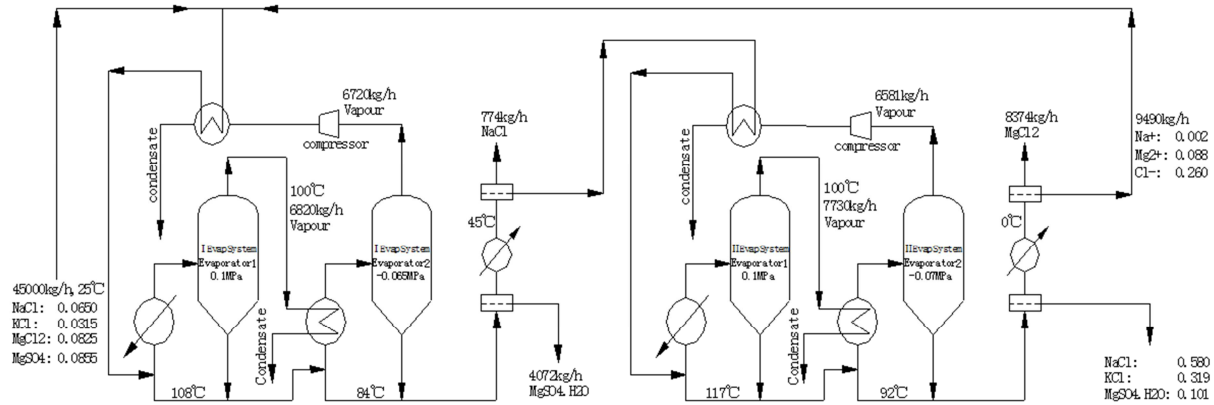 45000kg/h, 25℃
NaCl: 0.0650
KCl: 0.0315
MgCl2: 0.0825
MgSO4: 0.0855
condensate
6720kg/h
Vapour
compressor
100℃
6820kg/h
Vapour
I EvapSystem
Evaporator1
0.1MPa
I EvapSystem
Evaporator2
-0.065MPa
Condensate
108℃
84℃
774kg/h
NaCl
45℃
4072kg/h
MgSO4.H2O
condensate
6581kg/h
Vapour
compressor
100℃
7730kg/h
Vapour
IIEvapSystem
Evaporator1
0.1MPa
IIEvapSystem
Evaporator2
-0.07MPa
Condensate
117℃
92℃
8374kg/h
MgCl2
0℃
9490kg/h
Na+: 0.002
Mg2+: 0.088
Cl-: 0.260
NaCl: 0.580
KCl: 0.319
MgSO4.H2O: 0.101